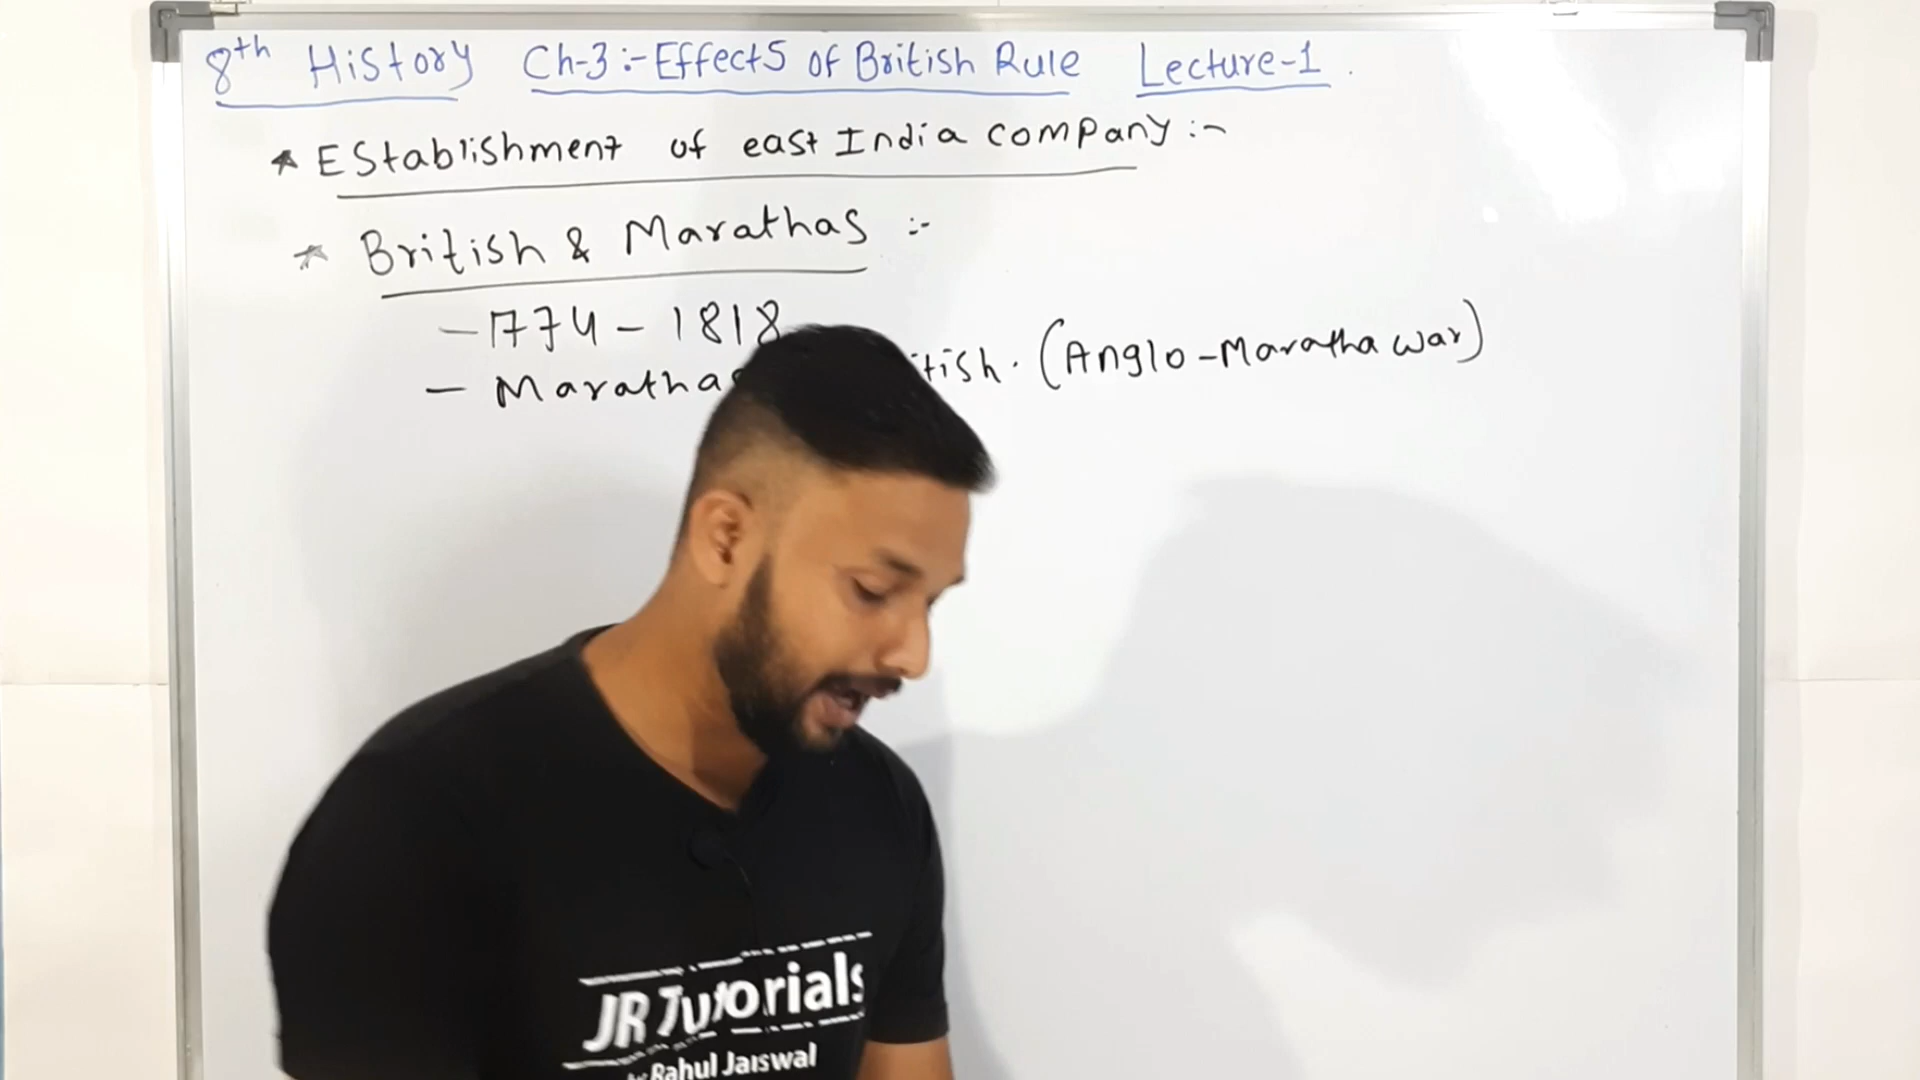 8th History Ch-3:-Effects of British Rule Lecture-1.
* Establishment of east India company:-
* British & Marathas :-
- 1774 - 1818
- Maratha (Anglo-Maratha war)
JR Tutorials
Rahul Jaiswal